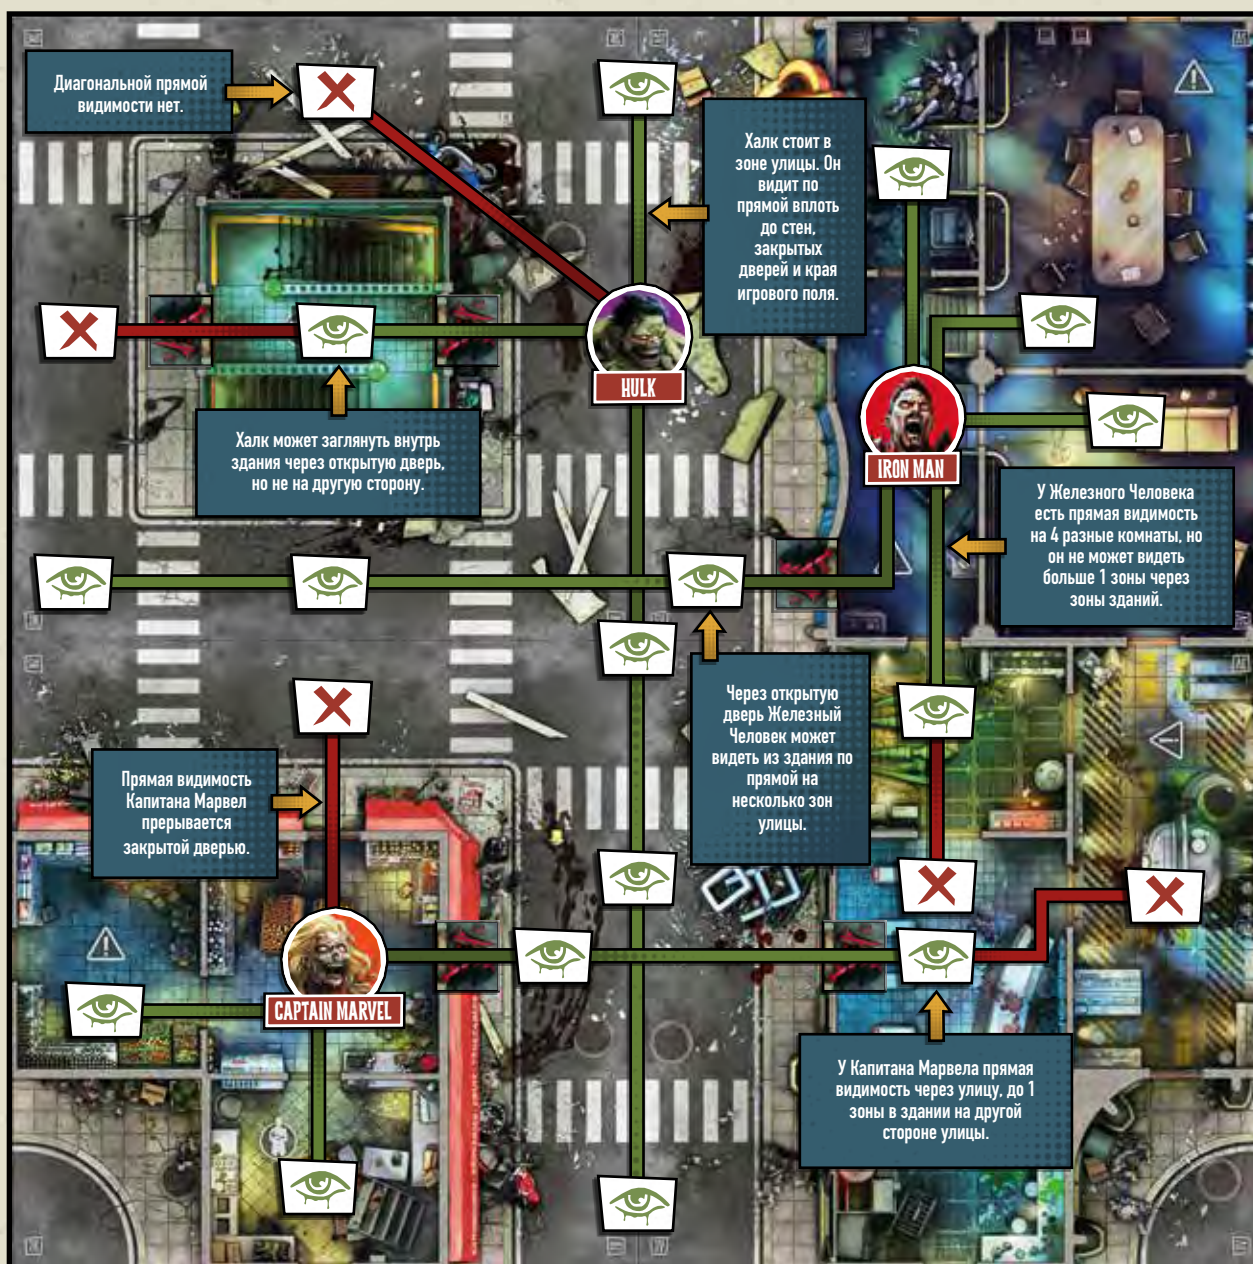 Диагональной прямой
видимости нет.
Халк стоит в
зоне улицы. Он
видит по
прямой вплоть
до стен,
закрытых
дверей и края
игрового поля.
HULK
Халк может заглянуть внутрь
здания через открытую дверь,
но не на другую сторону.
IRON MAN
У Железного Человека
есть прямая видимость
на 4 разные комнаты, но
он не может видеть
больше 1 зоны через
зоны зданий.
Через открытую
дверь Железный
Человек может
видеть из здания по
прямой на
несколько зон
улицы.
Прямая видимость
Капитана Марвел
прерывается
закрытой дверью.
CAPTAIN MARVEL
У Капитана Марвела прямая
видимость через улицу, до 1
зоны в здании на другой
стороне улицы.